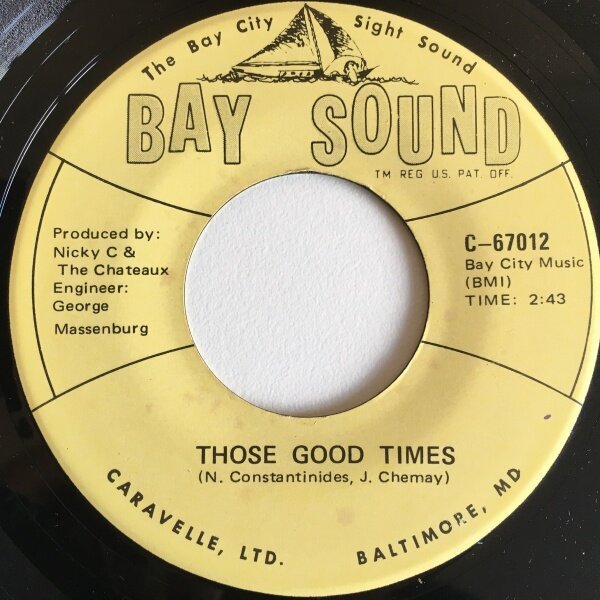 The Bay City Sight Sound
BAY SOUND
TM REG U.S. PAT. OFF.
Produced by:
Nicky C &
The Chateaux
Engineer:
George
Massenburg
C-67012
Bay City Music
(BMI)
TIME: 2:43
THOSE GOOD TIMES
(N. Constantinides, J. Chemay)
CARAVELLE, LTD. BALTIMORE, MD